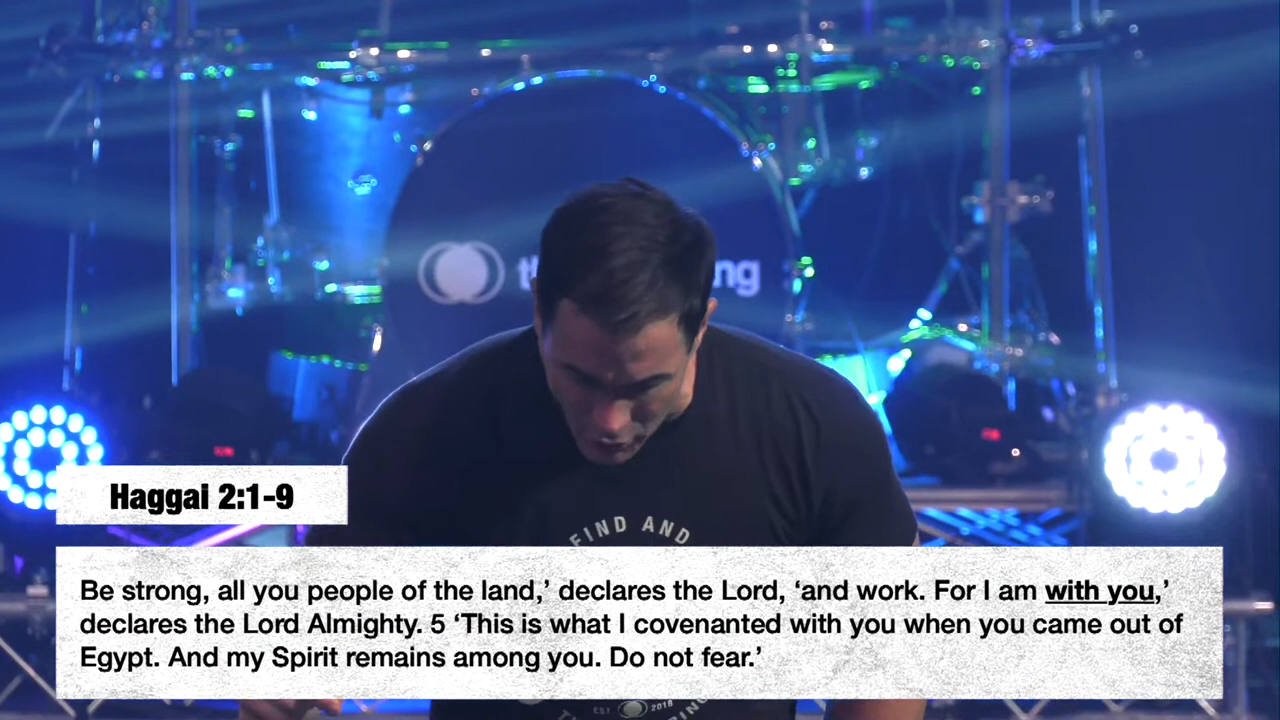 Haggai 2:1-9
FIND AND
Be strong, all you people of the land,’ declares the Lord, ‘and work. For I am with you,’
declares the Lord Almighty. 5 ‘This is what I covenanted with you when you came out of
Egypt. And my Spirit remains among you. Do not fear.’
EST 2018